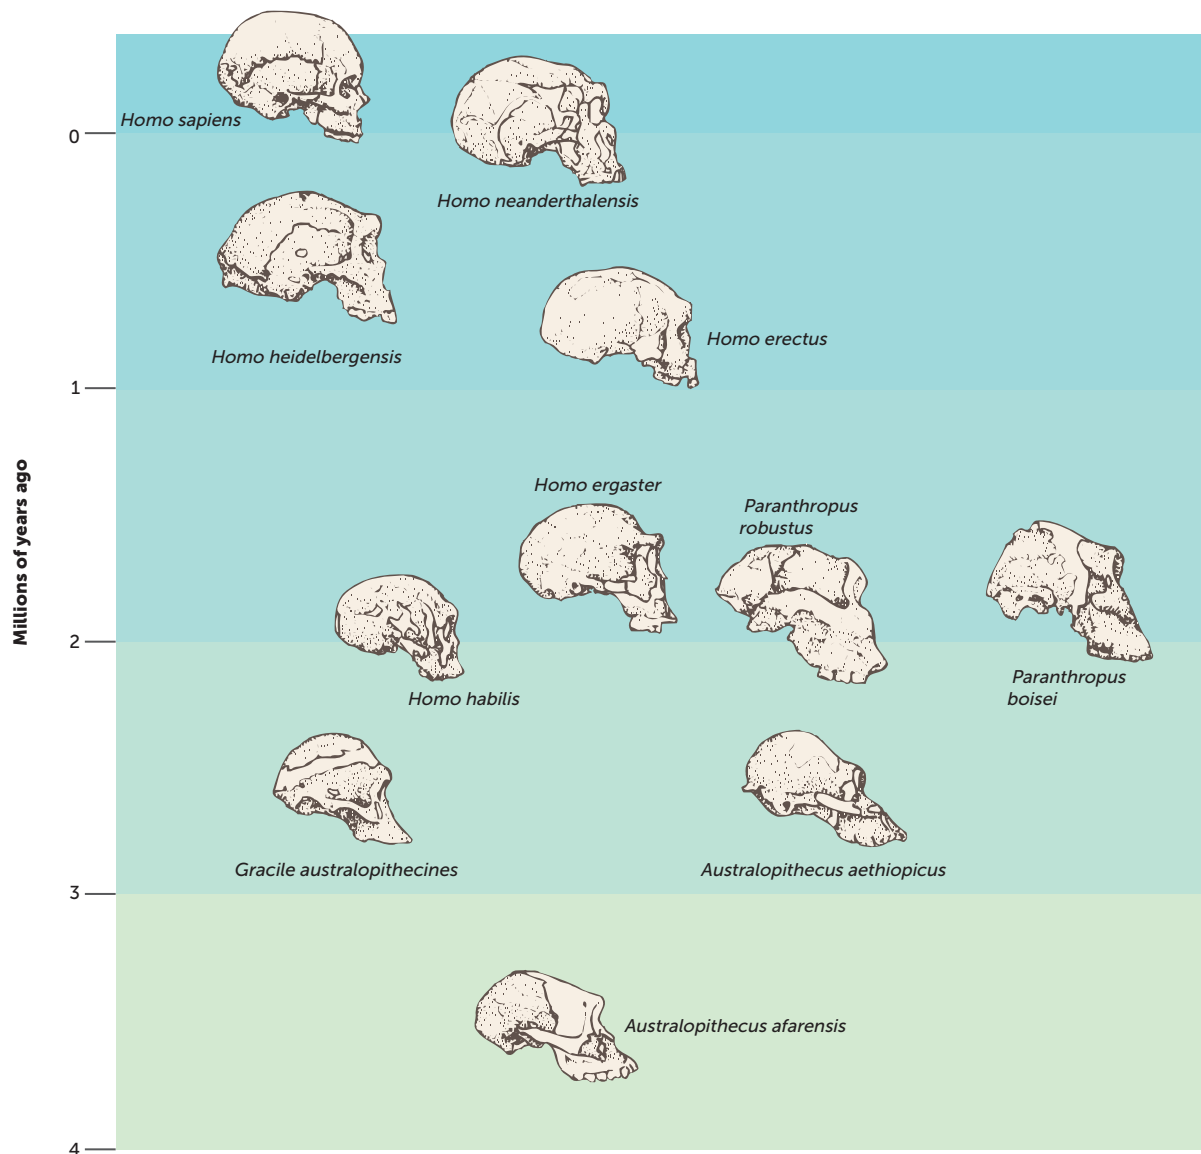 Homo sapiens
0
Homo neanderthalensis
Homo heidelbergensis
Homo erectus
1
Millions of years ago
Homo ergaster
Paranthropus
robustus
2
Paranthropus
boisei
Homo habilis
Gracile australopithecines
Australopithecus aethiopicus
3
Australopithecus afarensis
4